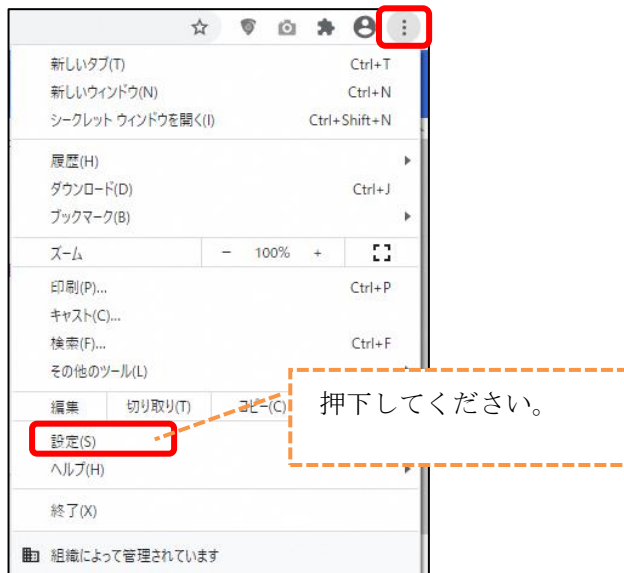 新しいタブ(T) Ctrl+T
新しいウィンドウ(N) Ctrl+N
シークレット ウィンドウを開く(I) Ctrl+Shift+N
履歴(H)
ダウンロード(D) Ctrl+J
ブックマーク(B)
ズーム － 100% ＋
印刷(P)... Ctrl+P
キャスト(C)...
検索(F)... Ctrl+F
その他のツール(L)
編集 切り取り(T) コピー(C)
押下してください。
設定(S)
ヘルプ(H)
終了(X)
組織によって管理されています